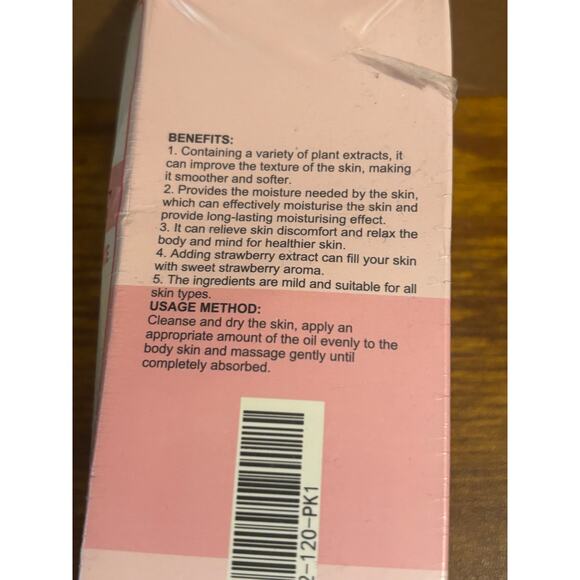 BENEFITS:
1. Containing a variety of plant extracts, it
can improve the texture of the skin, making
it smoother and softer.
2. Provides the moisture needed by the skin,
which can effectively moisturise the skin and
provide long-lasting moisturising effect.
3. It can relieve skin discomfort and relax the
body and mind for healthier skin.
4. Adding strawberry extract can fill your skin
with sweet strawberry aroma.
5. The ingredients are mild and suitable for all
skin types.
USAGE METHOD:
Cleanse and dry the skin, apply an
appropriate amount of the oil evenly to the
body skin and massage gently until
completely absorbed.
2-120-PK1